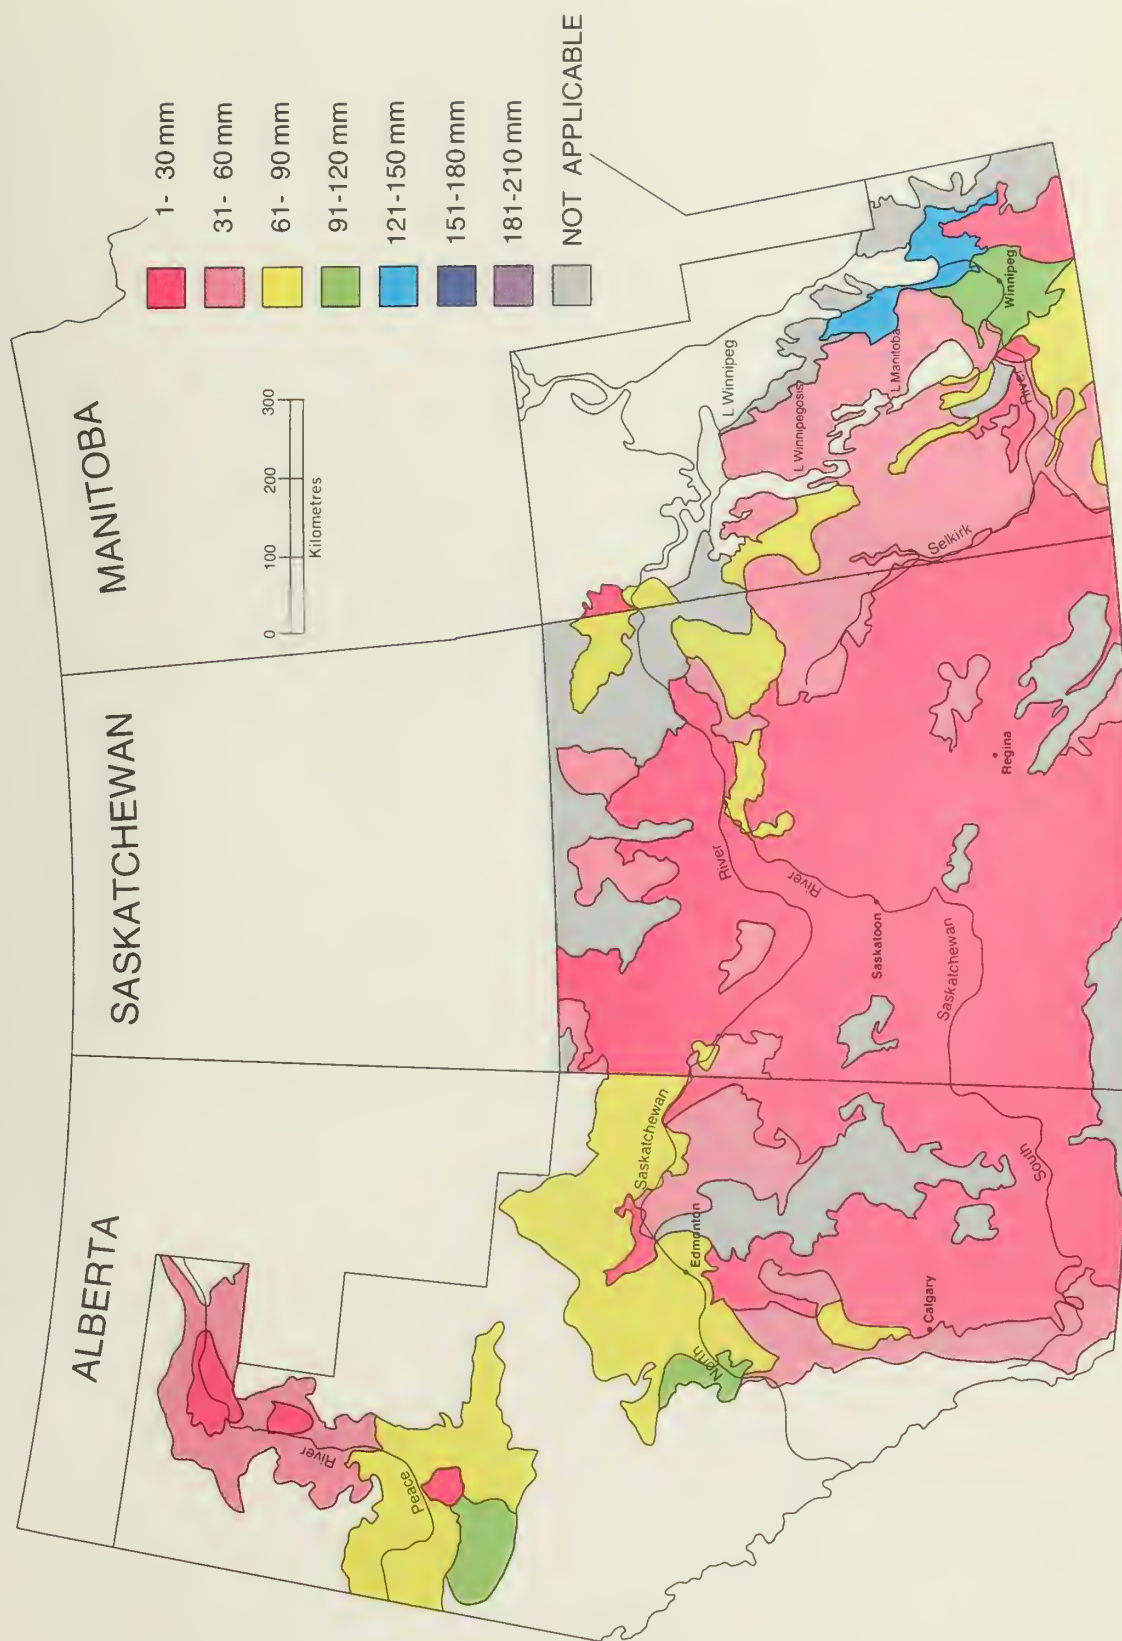 ALBERTA
SASKATCHEWAN
MANITOBA
0 100 200 300
Kilometres
1- 30 mm
31- 60 mm
61- 90 mm
91-120 mm
121-150 mm
151-180 mm
181-210 mm
NOT APPLICABLE
River
Peace
North
Saskatchewan
River
Edmonton
Calgary
South
Saskatchewan
River
Saskatoon
Regina
Selkirk
River
L Winnipeg
L Winnipegosis
L Manitoba
Winnipeg